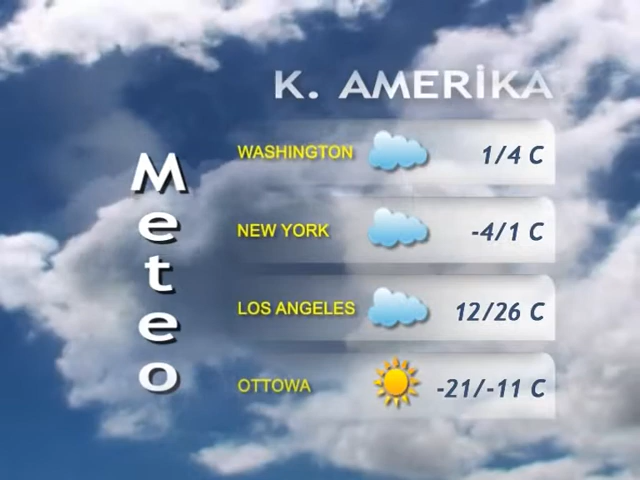 K. AMERİKA
Meteo
WASHINGTON 1/4 C
NEW YORK -4/1 C
LOS ANGELES 12/26 C
OTTOWA -21/-11 C